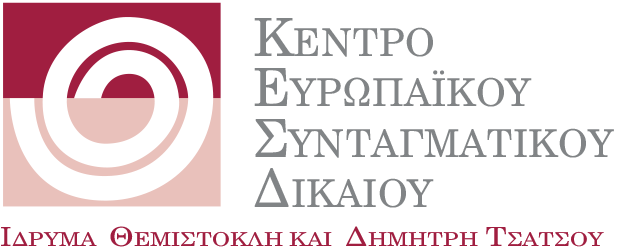 ΚΕΝΤΡΟ
ΕΥΡΩΠΑΪΚΟΥ
ΣΥΝΤΑΓΜΑΤΙΚΟΥ
ΔΙΚΑΙΟΥ
ΙΔΡΥΜΑ ΘΕΜΙΣΤΟΚΛΗ ΚΑΙ ΔΗΜΗΤΡΗ ΤΣΑΤΣΟΥ